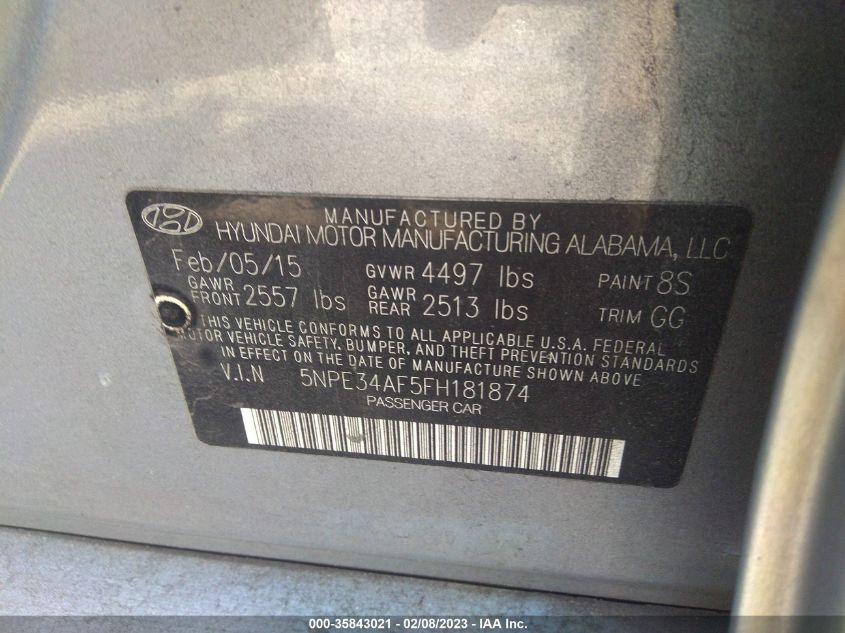 MANUFACTURED BY
HYUNDAI MOTOR MANUFACTURING ALABAMA, LLC
Feb/05/15 GVWR 4497 lbs PAINT 8S
GAWR FRONT 2557 lbs GAWR REAR 2513 lbs TRIM GG
THIS VEHICLE CONFORMS TO ALL APPLICABLE U.S.A. FEDERAL
MOTOR VEHICLE SAFETY, BUMPER, AND THEFT PREVENTION STANDARDS
IN EFFECT ON THE DATE OF MANUFACTURE SHOWN ABOVE.
V.I.N 5NPE34AF5FH181874
PASSENGER CAR
000-35843021 - 02/08/2023 - IAA Inc.